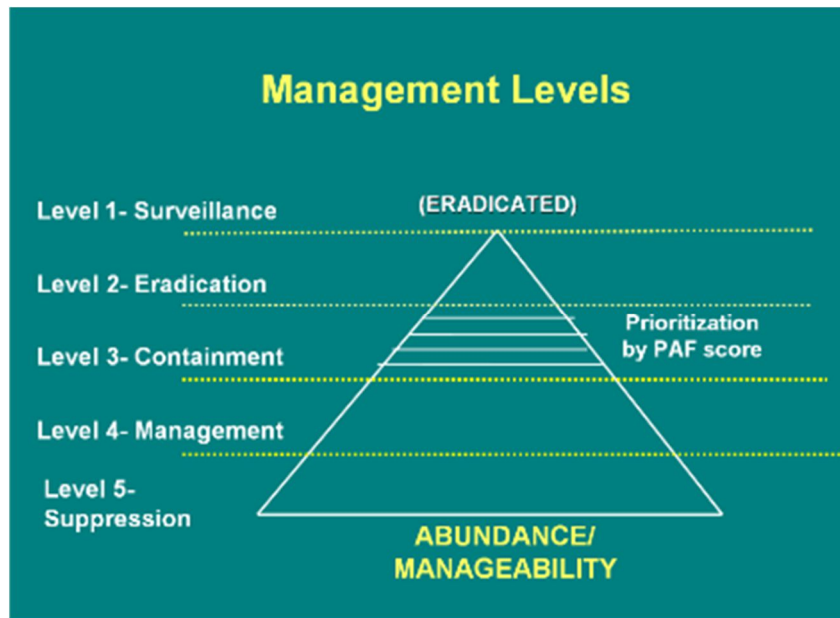 Management Levels
Level 1- Surveillance
(ERADICATED)
Level 2- Eradication
Prioritization
by PAF score
Level 3- Containment
Level 4- Management
Level 5-
Suppression
ABUNDANCE/
MANAGEABILITY